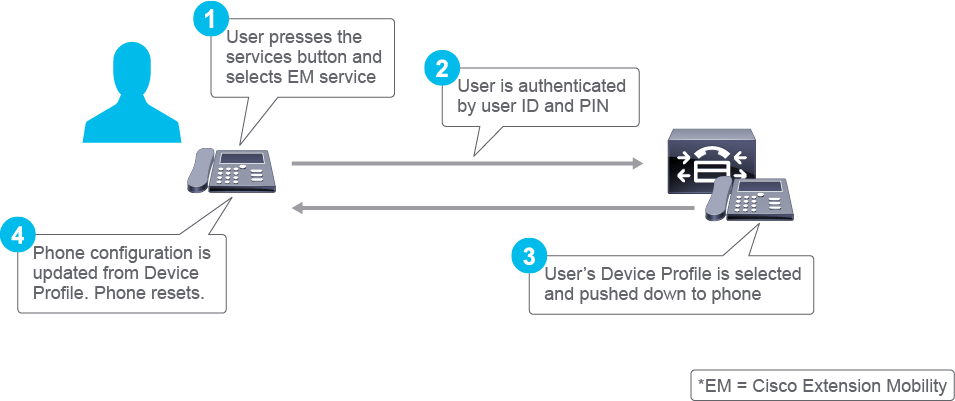 1
User presses the
services button and
selects EM service
2
User is authenticated
by user ID and PIN
3
User’s Device Profile is selected
and pushed down to phone
4
Phone configuration is
updated from Device
Profile. Phone resets.
*EM = Cisco Extension Mobility